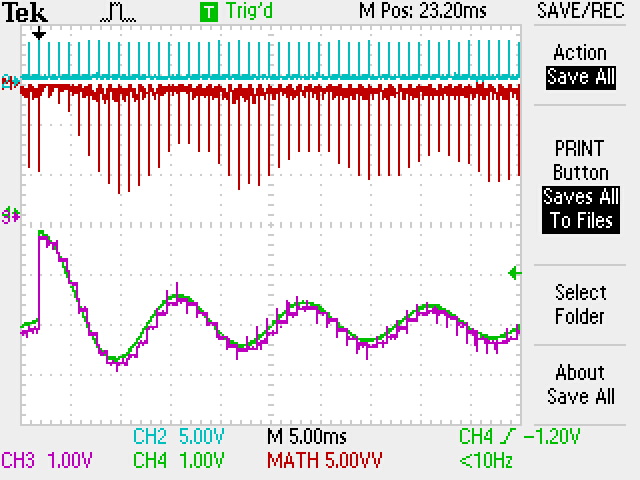 Tek
T Trig'd
M Pos: 23.20ms
SAVE/REC
Action
Save All
PRINT
Button
Saves All
To Files
Select
Folder
About
Save All
CH2 5.00V
M 5.00ms
CH4 -1.20V
CH3 1.00V
CH4 1.00V
MATH 5.00VV
<10Hz